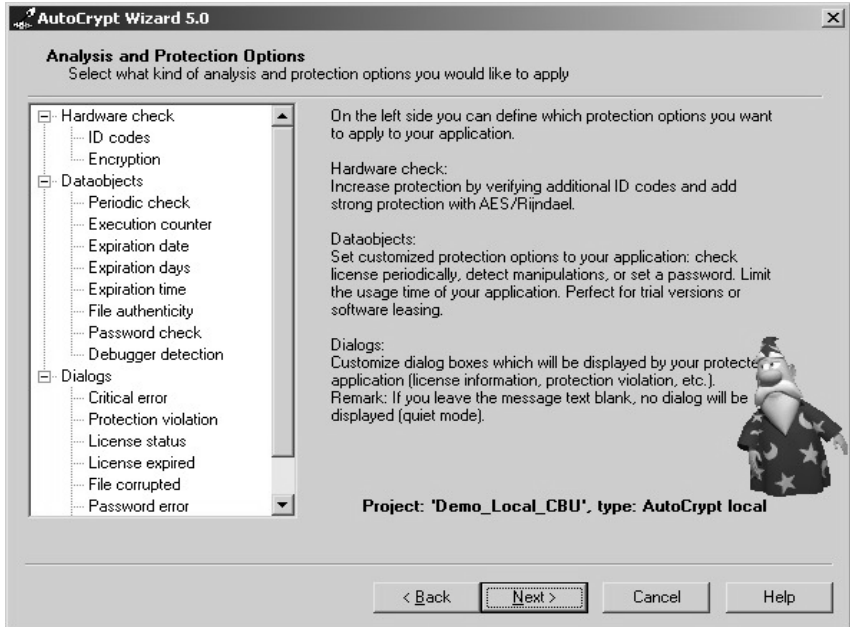 AutoCrypt Wizard 5.0
Analysis and Protection Options
Select what kind of analysis and protection options you would like to apply
Hardware check
ID codes
Encryption
Dataobjects
Periodic check
Execution counter
Expiration date
Expiration days
Expiration time
File authenticity
Password check
Debugger detection
Dialogs
Critical error
Protection violation
License status
License expired
File corrupted
Password error
On the left side you can define which protection options you want
to apply to your application.
Hardware check:
Increase protection by verifying additional ID codes and add
strong protection with AES/Rijndael.
Dataobjects:
Set customized protection options to your application: check
license periodically, detect manipulations, or set a password. Limit
the usage time of your application. Perfect for trial versions or
software leasing.
Dialogs:
Customize dialog boxes which will be displayed by your protecte
application (license information, protection violation, etc.).
Remark: If you leave the message text blank, no dialog will be
displayed (quiet mode).
Project: 'Demo_Local_CBU', type: AutoCrypt local
< Back
Next >
Cancel
Help